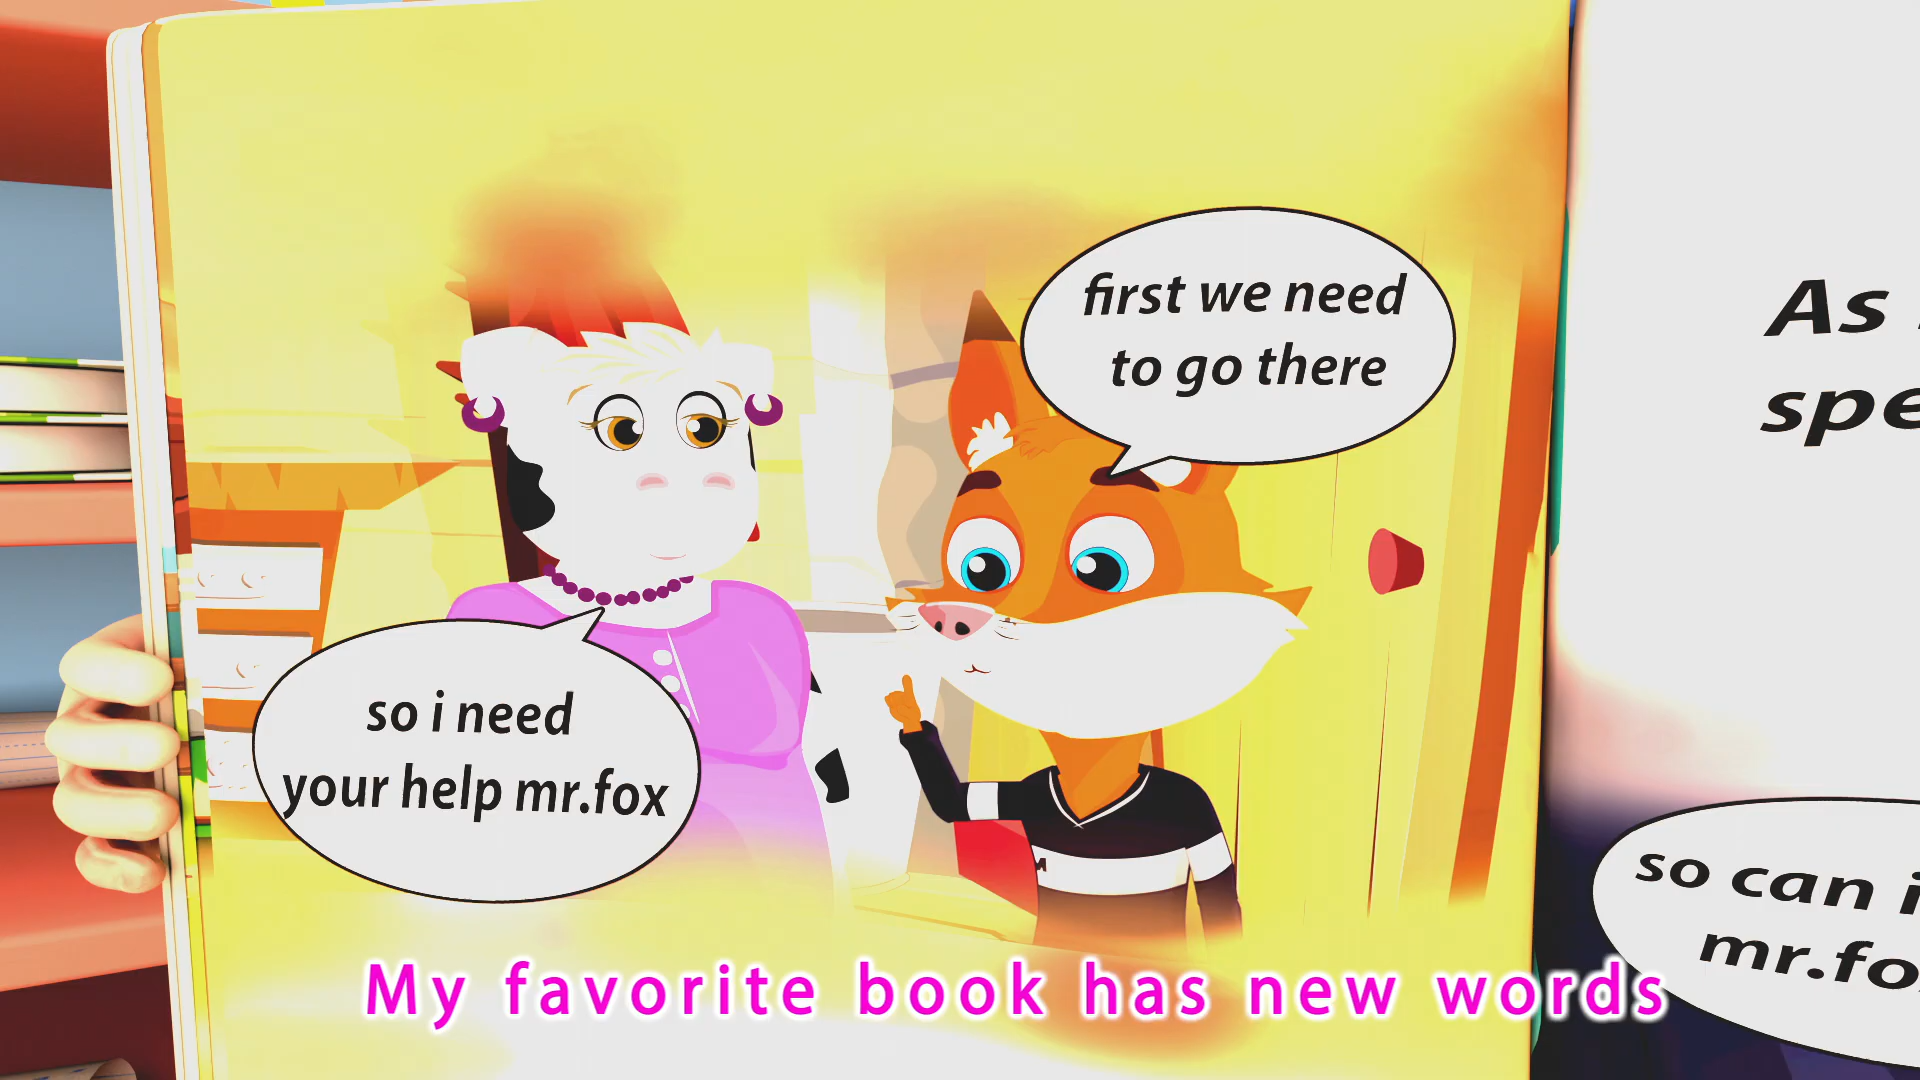 first we need
to go there
so i need
your help mr.fox
As
so can
My favorite book has new words